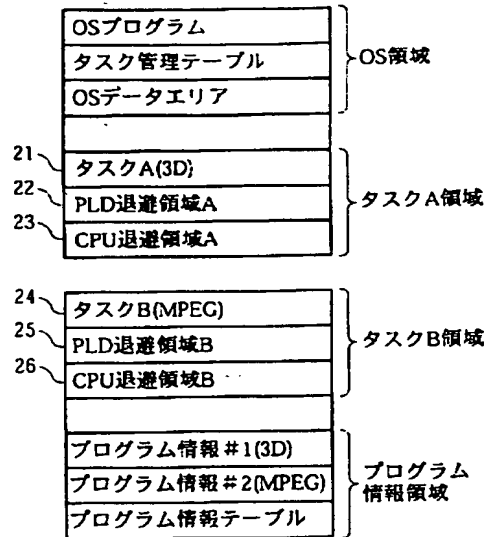 OSプログラム
タスク管理テーブル
OSデータエリア
OS領域
21
タスクA(3D)
22
PLD退避領域A
23
CPU退避領域A
タスクA領域
24
タスクB(MPEG)
25
PLD退避領域B
26
CPU退避領域B
タスクB領域
プログラム情報#1(3D)
プログラム情報#2(MPEG)
プログラム情報テーブル
プログラム
情報領域